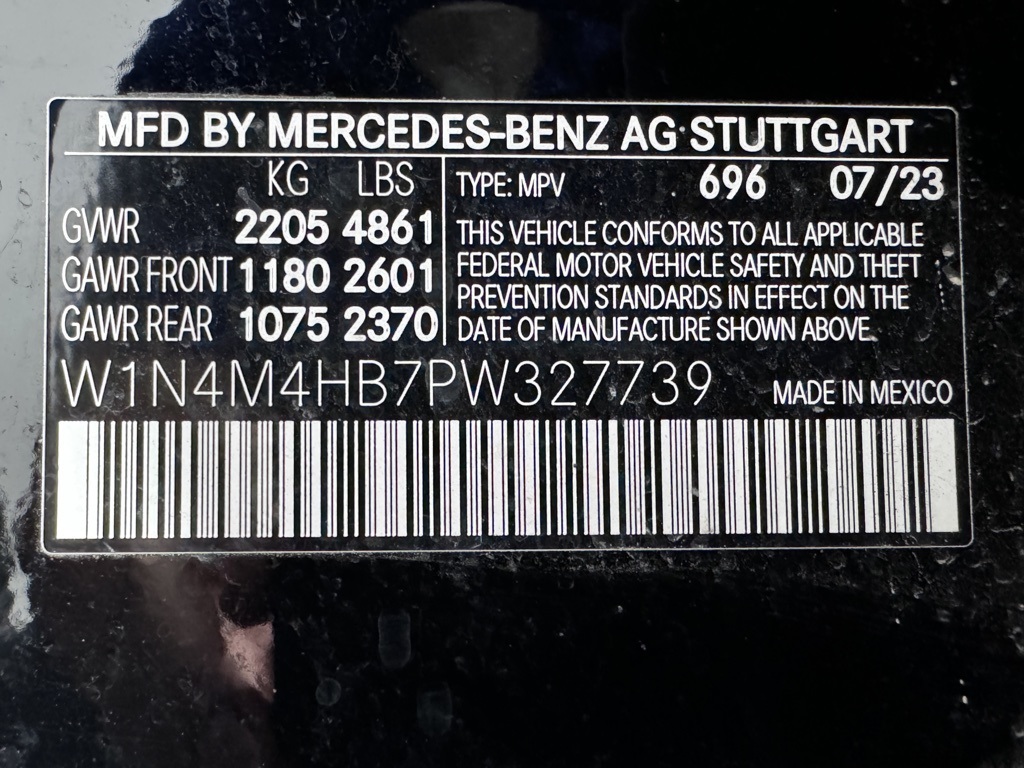 MFD BY MERCEDES-BENZ AG STUTTGART
KG LBS
GVWR 2205 4861
GAWR FRONT 1180 2601
GAWR REAR 1075 2370
TYPE: MPV 696 07/23
THIS VEHICLE CONFORMS TO ALL APPLICABLE
FEDERAL MOTOR VEHICLE SAFETY AND THEFT
PREVENTION STANDARDS IN EFFECT ON THE
DATE OF MANUFACTURE SHOWN ABOVE.
W1N4M4HB7PW327739 MADE IN MEXICO